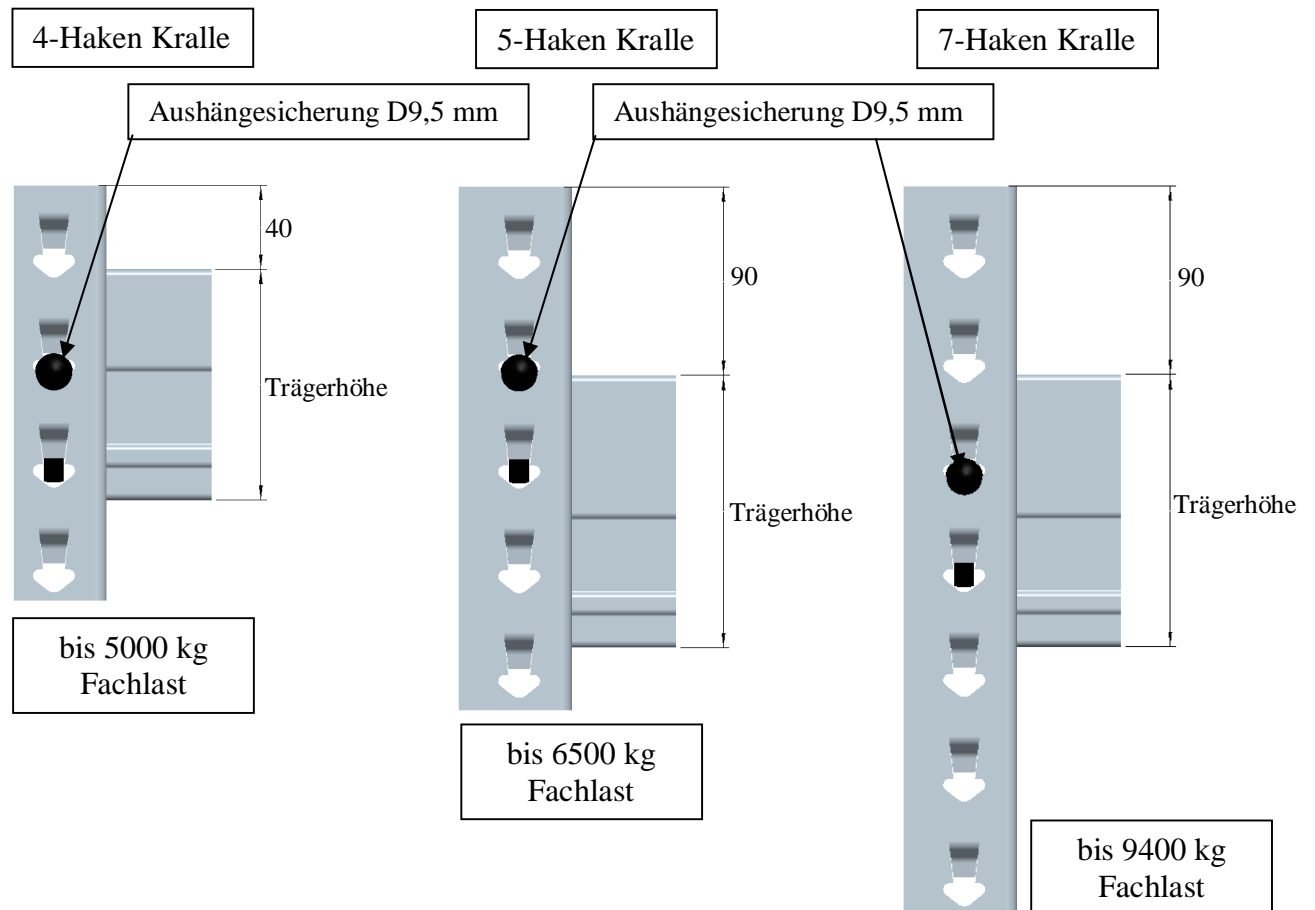 4-Haken Kralle
5-Haken Kralle
7-Haken Kralle
Aushängesicherung D9,5 mm
Aushängesicherung D9,5 mm
40
90
90
Trägerhöhe
Trägerhöhe
Trägerhöhe
bis 5000 kg
Fachlast
bis 6500 kg
Fachlast
bis 9400 kg
Fachlast